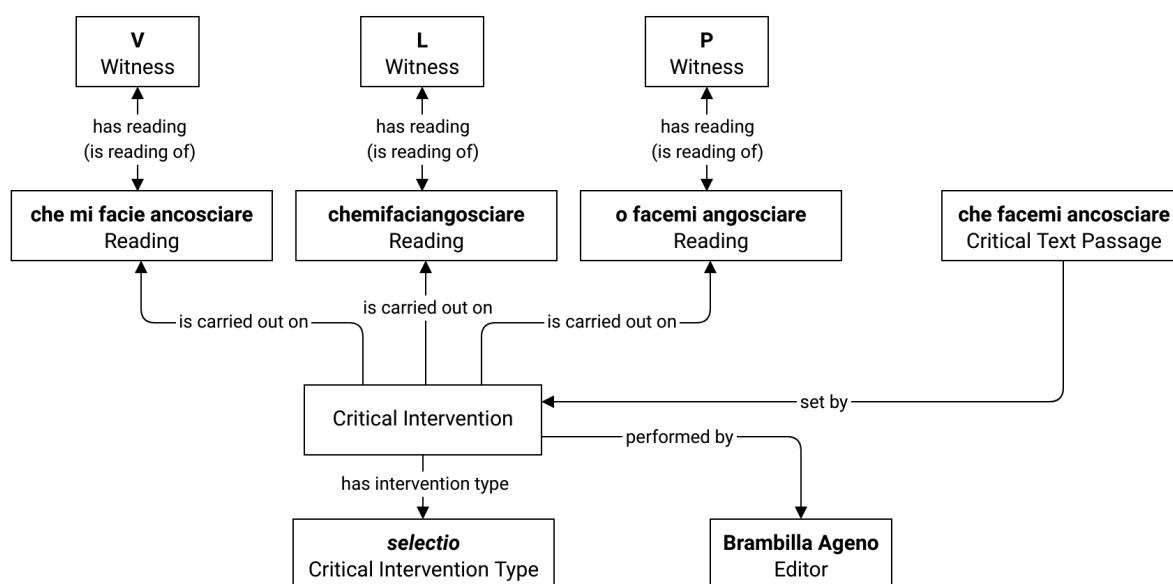 V
Witness
L
Witness
P
Witness
has reading
(is reading of)
has reading
(is reading of)
has reading
(is reading of)
che mi facie ancosciare
Reading
chemifaciangosciare
Reading
o facemi angosciare
Reading
che facemi ancosciare
Critical Text Passage
is carried out on
is carried out on
is carried out on
Critical Intervention
set by
performed by
has intervention type
selectio
Critical Intervention Type
Brambilla Ageno
Editor